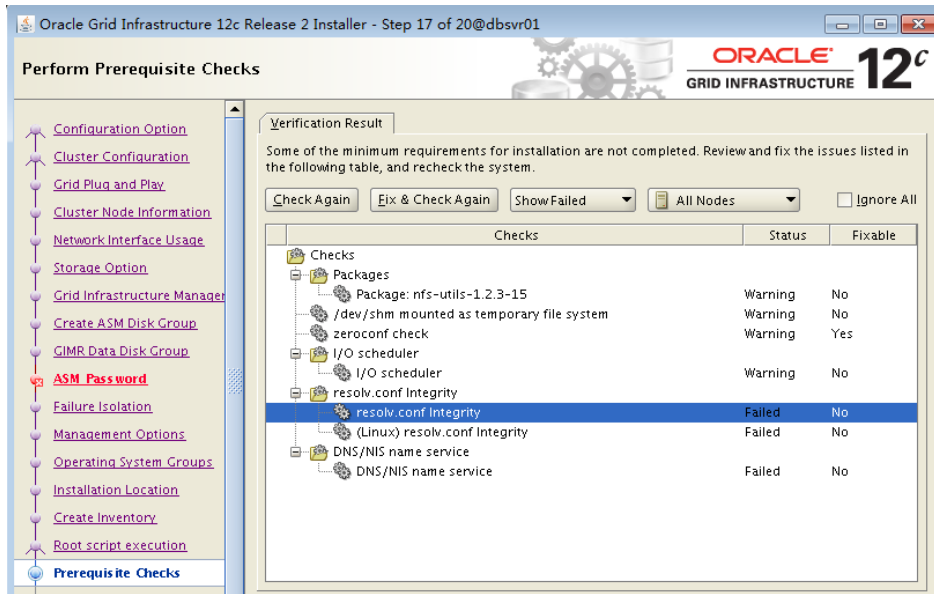 Oracle Grid Infrastructure 12c Release 2 Installer - Step 17 of 20@dbsvr01
Perform Prerequisite Checks
ORACLE
GRID INFRASTRUCTURE
12c
Configuration Option
Cluster Configuration
Grid Plug and Play
Cluster Node Information
Network Interface Usage
Storage Option
Grid Infrastructure Manager
Create ASM Disk Group
GIMR Data Disk Group
ASM Password
Failure Isolation
Management Options
Operating System Groups
Installation Location
Create Inventory
Root script execution
Prerequisite Checks
Verification Result
Some of the minimum requirements for installation are not completed. Review and fix the issues listed in
the following table, and recheck the system.
Check Again Fix & Check Again Show Failed All Nodes Ignore All
Checks Status Fixable
Checks
Packages
Package: nfs-utils-1.2.3-15 Warning No
/dev/shm mounted as temporary file system Warning No
zeroconf check Warning Yes
I/O scheduler
I/O scheduler Warning No
resolv.conf Integrity
resolv.conf Integrity Failed No
(Linux) resolv.conf Integrity Failed No
DNS/NIS name service
DNS/NIS name service Failed No